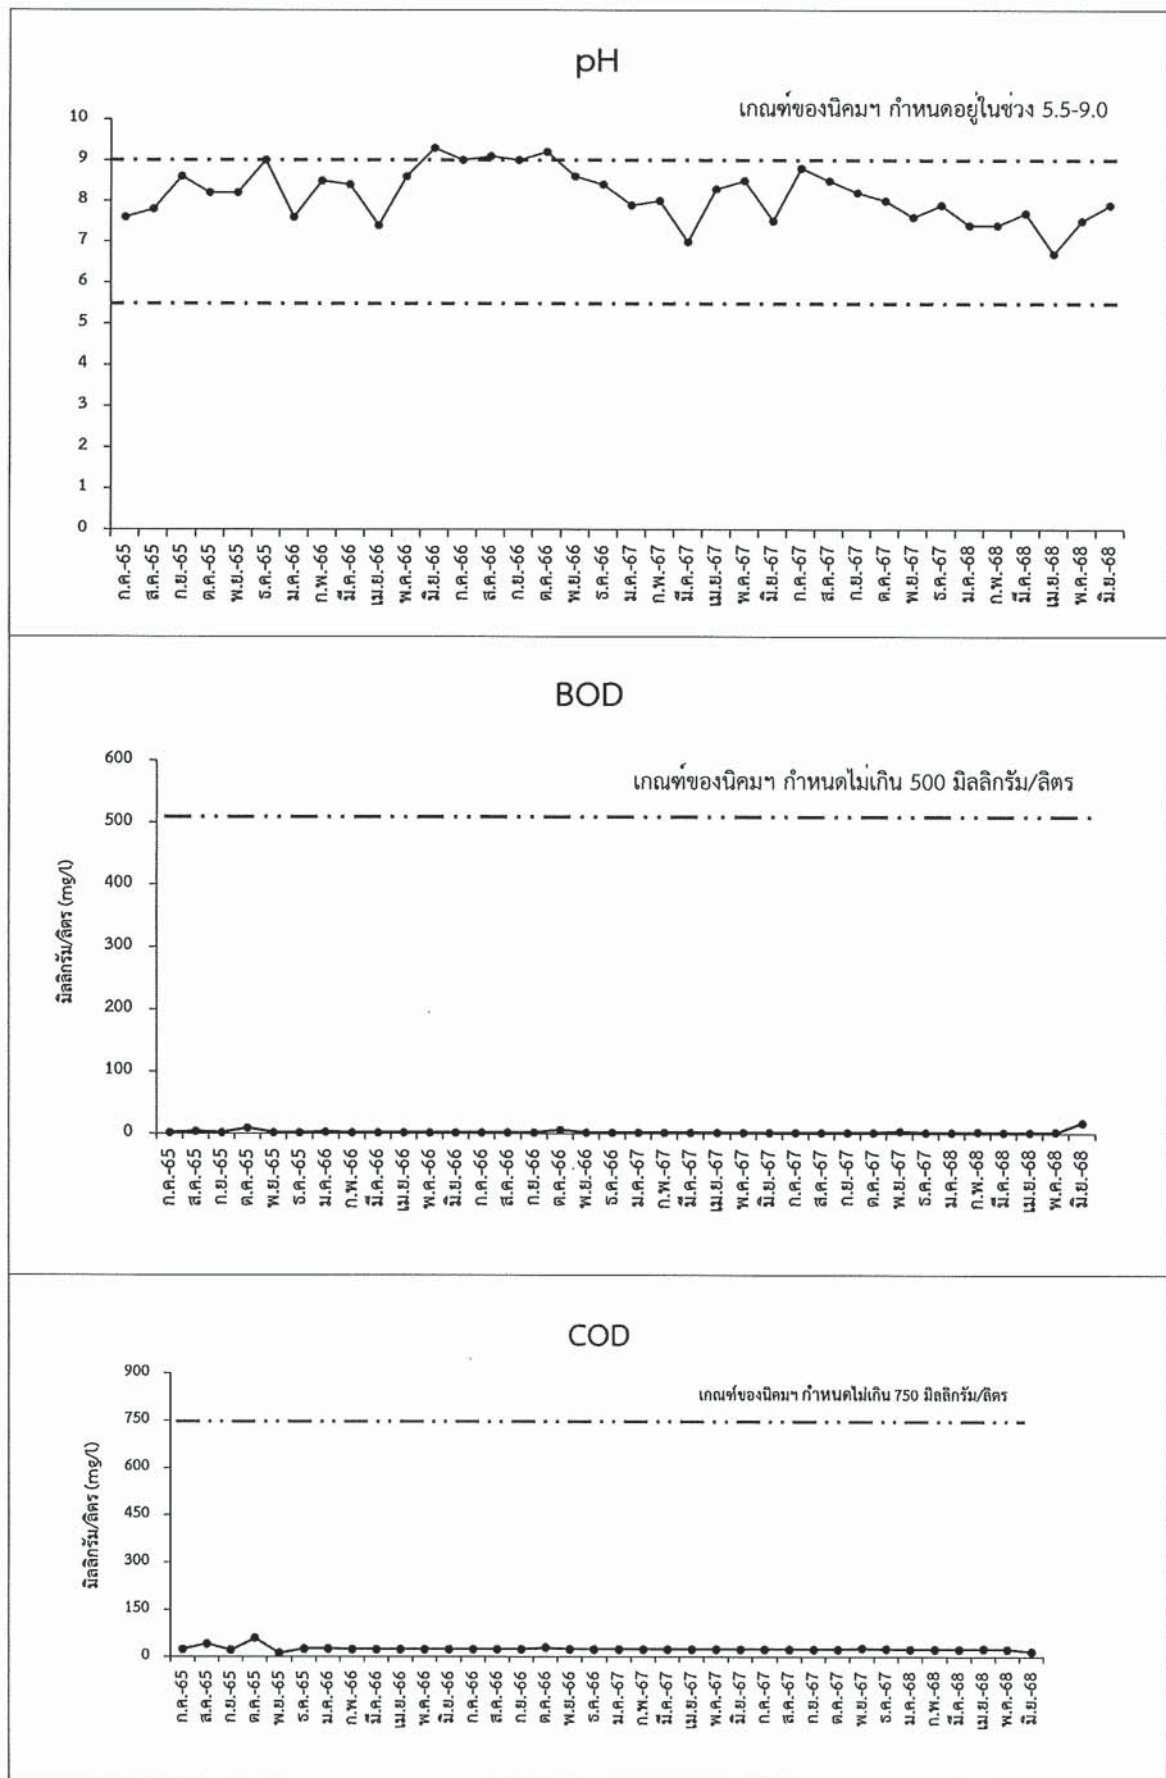 pH
เกณฑ์ของนิคมฯ กำหนดอยู่ในช่วง 5.5-9.0
10
9
8
7
6
5
4
3
2
1
0
ก.ค.-65
ส.ค.-65
ก.ย.-65
ต.ค.-65
พ.ย.-65
ธ.ค.-65
ม.ค.-66
ก.พ.-66
มี.ค.-66
เม.ย.-66
พ.ค.-66
มิ.ย.-66
ก.ค.-66
ส.ค.-66
ก.ย.-66
ต.ค.-66
พ.ย.-66
ธ.ค.-66
ม.ค.-67
ก.พ.-67
มี.ค.-67
เม.ย.-67
พ.ค.-67
มิ.ย.-67
ก.ค.-67
ส.ค.-67
ก.ย.-67
ต.ค.-67
พ.ย.-67
ธ.ค.-67
ม.ค.-68
ก.พ.-68
มี.ค.-68
เม.ย.-68
พ.ค.-68
มิ.ย.-68
BOD
เกณฑ์ของนิคมฯ กำหนดไม่เกิน 500 มิลลิกรัม/ลิตร
มิลลิกรัม/ลิตร (mg/l)
600
500
400
300
200
100
0
ก.ค.-65
ส.ค.-65
ก.ย.-65
ต.ค.-65
พ.ย.-65
ธ.ค.-65
ม.ค.-66
ก.พ.-66
มี.ค.-66
เม.ย.-66
พ.ค.-66
มิ.ย.-66
ก.ค.-66
ส.ค.-66
ก.ย.-66
ต.ค.-66
พ.ย.-66
ธ.ค.-66
ม.ค.-67
ก.พ.-67
มี.ค.-67
เม.ย.-67
พ.ค.-67
มิ.ย.-67
ก.ค.-67
ส.ค.-67
ก.ย.-67
ต.ค.-67
พ.ย.-67
ธ.ค.-67
ม.ค.-68
ก.พ.-68
มี.ค.-68
เม.ย.-68
พ.ค.-68
มิ.ย.-68
COD
เกณฑ์ของนิคมฯ กำหนดไม่เกิน 750 มิลลิกรัม/ลิตร
มิลลิกรัม/ลิตร (mg/l)
900
750
600
450
300
150
0
ก.ค.-65
ส.ค.-65
ก.ย.-65
ต.ค.-65
พ.ย.-65
ธ.ค.-65
ม.ค.-66
ก.พ.-66
มี.ค.-66
เม.ย.-66
พ.ค.-66
มิ.ย.-66
ก.ค.-66
ส.ค.-66
ก.ย.-66
ต.ค.-66
พ.ย.-66
ธ.ค.-66
ม.ค.-67
ก.พ.-67
มี.ค.-67
เม.ย.-67
พ.ค.-67
มิ.ย.-67
ก.ค.-67
ส.ค.-67
ก.ย.-67
ต.ค.-67
พ.ย.-67
ธ.ค.-67
ม.ค.-68
ก.พ.-68
มี.ค.-68
เม.ย.-68
พ.ค.-68
มิ.ย.-68